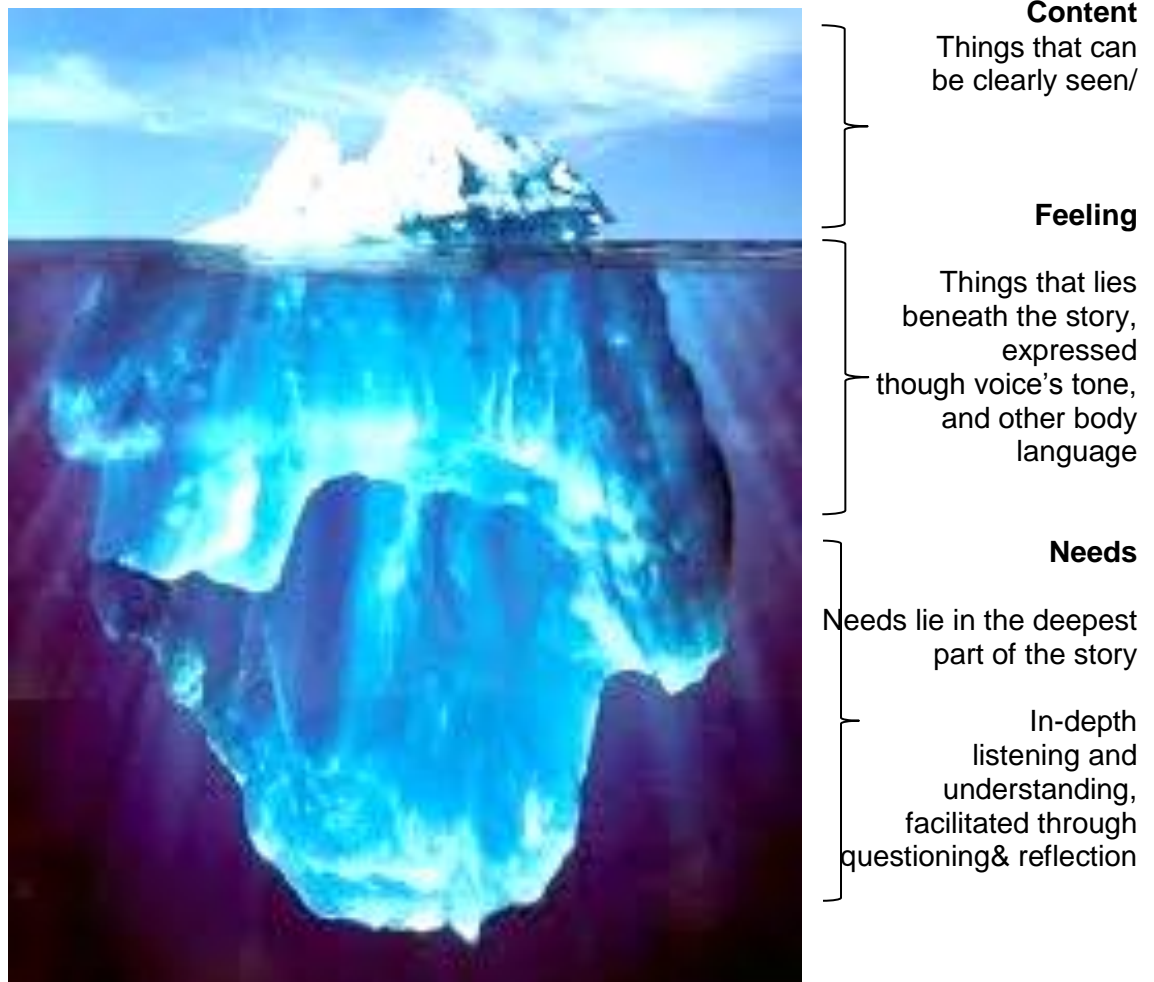 Content
Things that can
be clearly seen/
Feeling
Things that lies
beneath the story,
expressed
though voice's tone,
and other body
language
Needs
Needs lie in the deepest
part of the story
In-depth
listening and
understanding,
facilitated through
questioning& reflection